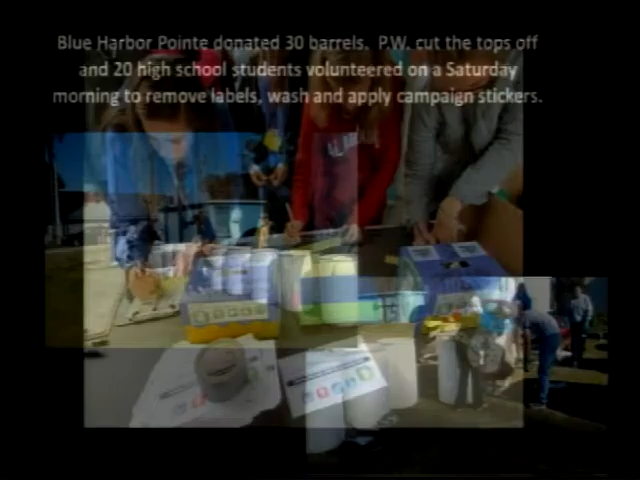 Blue Harbor Pointe donated 30 barrels. P.W. cut the tops off
and 20 high school students volunteered on a Saturday
morning to remove labels, wash and apply campaign stickers.